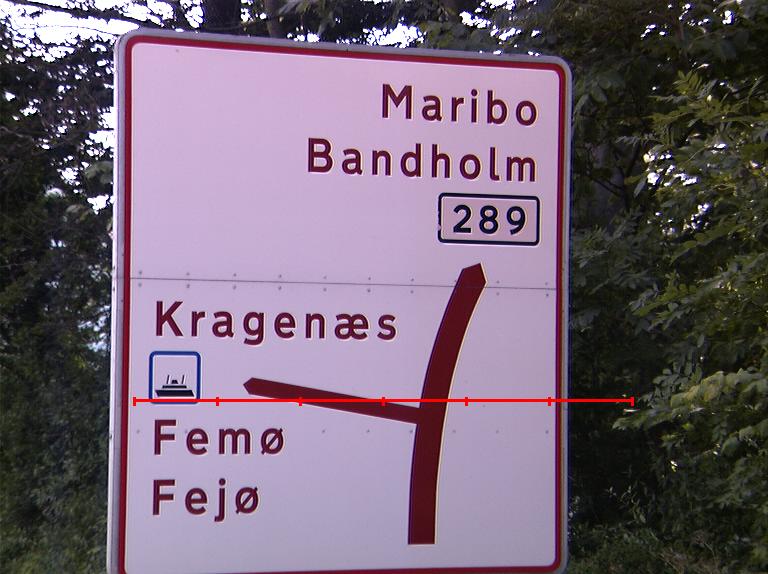 Maribo
Bandholm
289
Kragenæs
Femø
Fejø